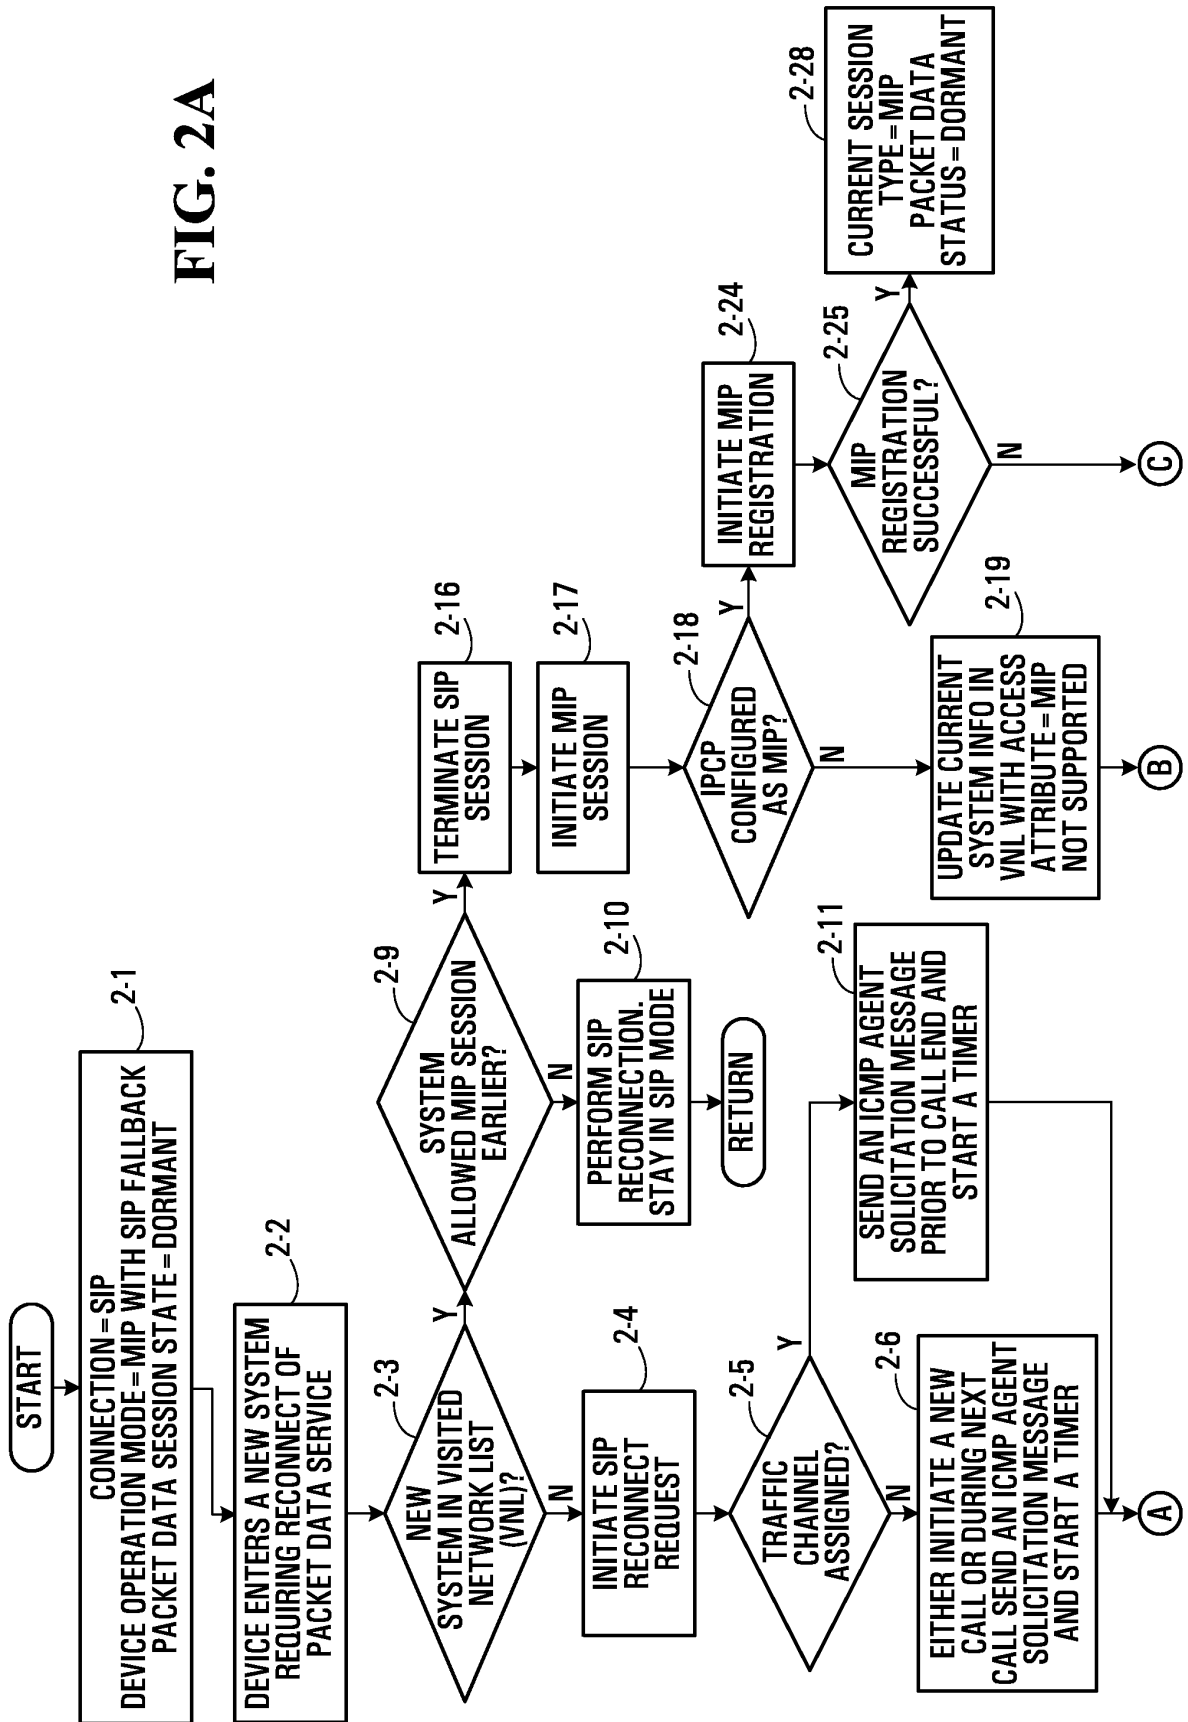 FIG. 2A
START
2-1
CONNECTION=SIP
DEVICE OPERATION MODE=MIP WITH SIP FALLBACK
PACKET DATA SESSION STATE=DORMANT
2-2
DEVICE ENTERS A NEW SYSTEM
REQUIRING RECONNECT OF
PACKET DATA SERVICE
2-3
NEW
SYSTEM IN VISITED
NETWORK LIST
(VNL)?
Y
N
2-4
INITIATE SIP
RECONNECT
REQUEST
2-5
TRAFFIC
CHANNEL
ASSIGNED?
Y
N
2-6
EITHER INITIATE A NEW
CALL OR DURING NEXT
CALL SEND AN ICMP AGENT
SOLICITATION MESSAGE
AND START A TIMER
A
2-11
SEND AN ICMP AGENT
SOLICITATION MESSAGE
PRIOR TO CALL END AND
START A TIMER
2-9
SYSTEM
ALLOWED MIP SESSION
EARLIER?
Y
N
2-10
PERFORM SIP
RECONNECTION.
STAY IN SIP MODE
RETURN
2-16
TERMINATE SIP
SESSION
2-17
INITIATE MIP
SESSION
2-18
IPCP
CONFIGURED
AS MIP?
Y
N
2-19
UPDATE CURRENT
SYSTEM INFO IN
VNL WITH ACCESS
ATTRIBUTE=MIP
NOT SUPPORTED
B
2-24
INITIATE MIP
REGISTRATION
2-25
MIP
REGISTRATION
SUCCESSFUL?
Y
N
C
2-28
CURRENT SESSION
TYPE=MIP
PACKET DATA
STATUS=DORMANT